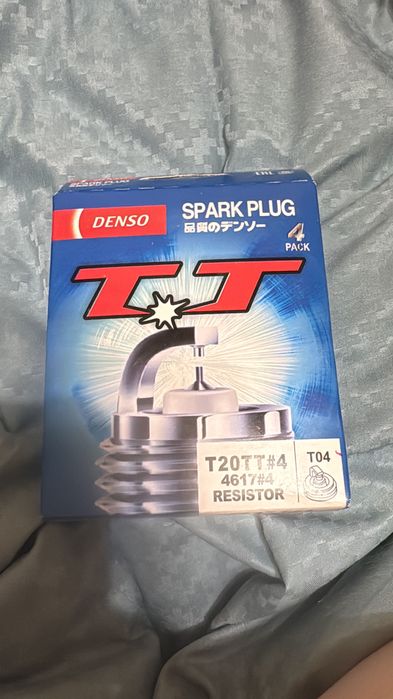 DENSO
SPARK PLUG
品質のデンソー
4
PACK
TT
T20TT#4
4617#4
RESISTOR
T04